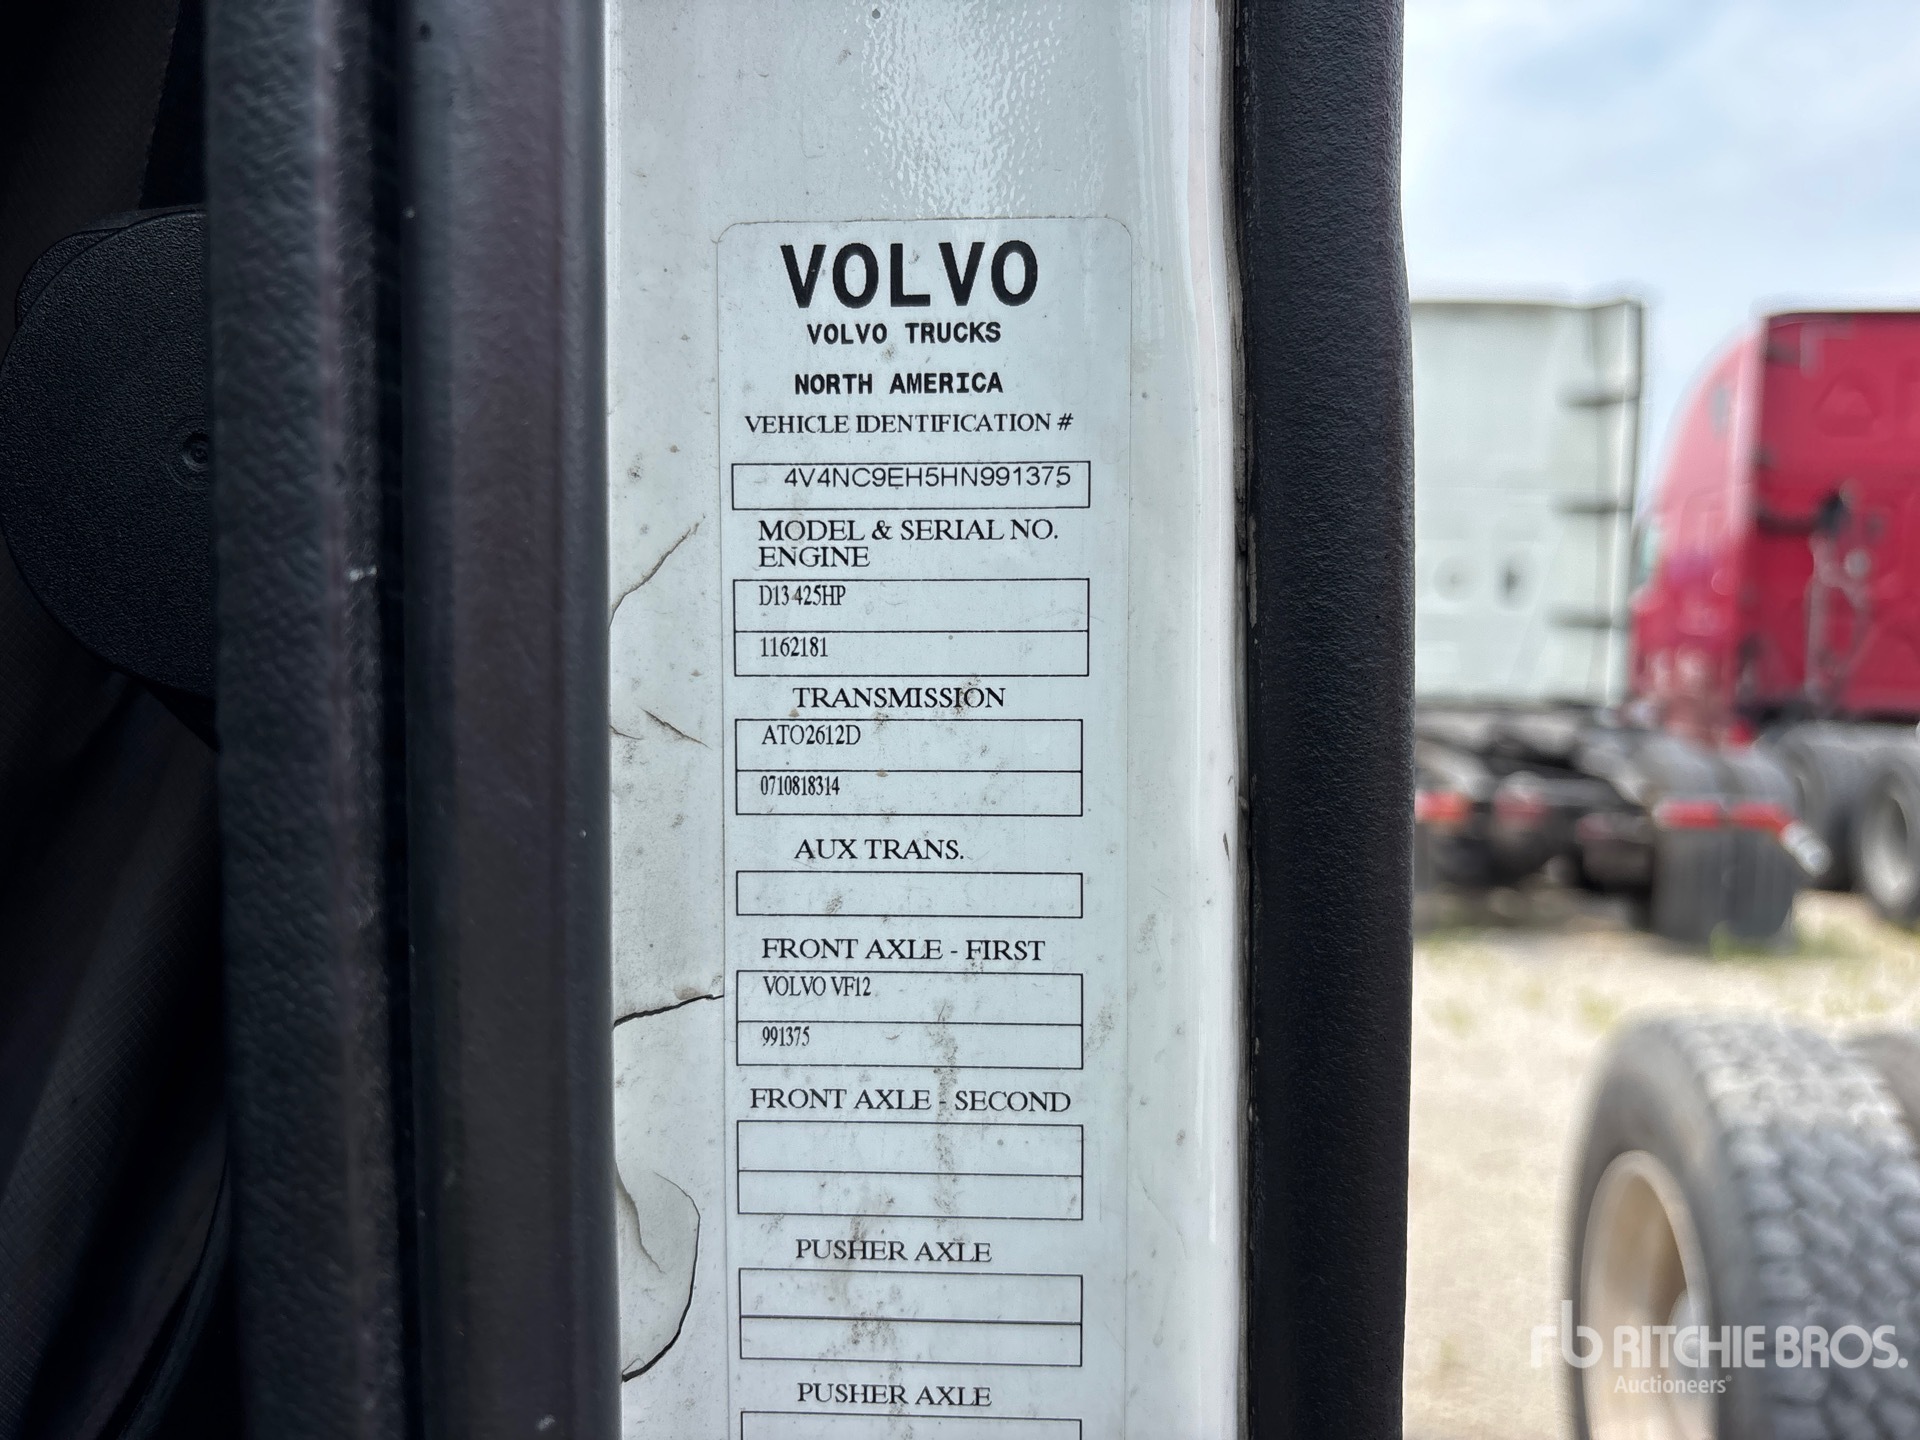 VOLVO
VOLVO TRUCKS
NORTH AMERICA
VEHICLE IDENTIFICATION #
4V4NC9EH5HN991375
MODEL & SERIAL NO.
ENGINE
D13 425HP
1162181
TRANSMISSION
ATO2612D
0710818314
AUX TRANS.
FRONT AXLE - FIRST
VOLVO VF12
991375
FRONT AXLE - SECOND
PUSHER AXLE
PUSHER AXLE
rb RITCHIE BROS.
Auctioneers